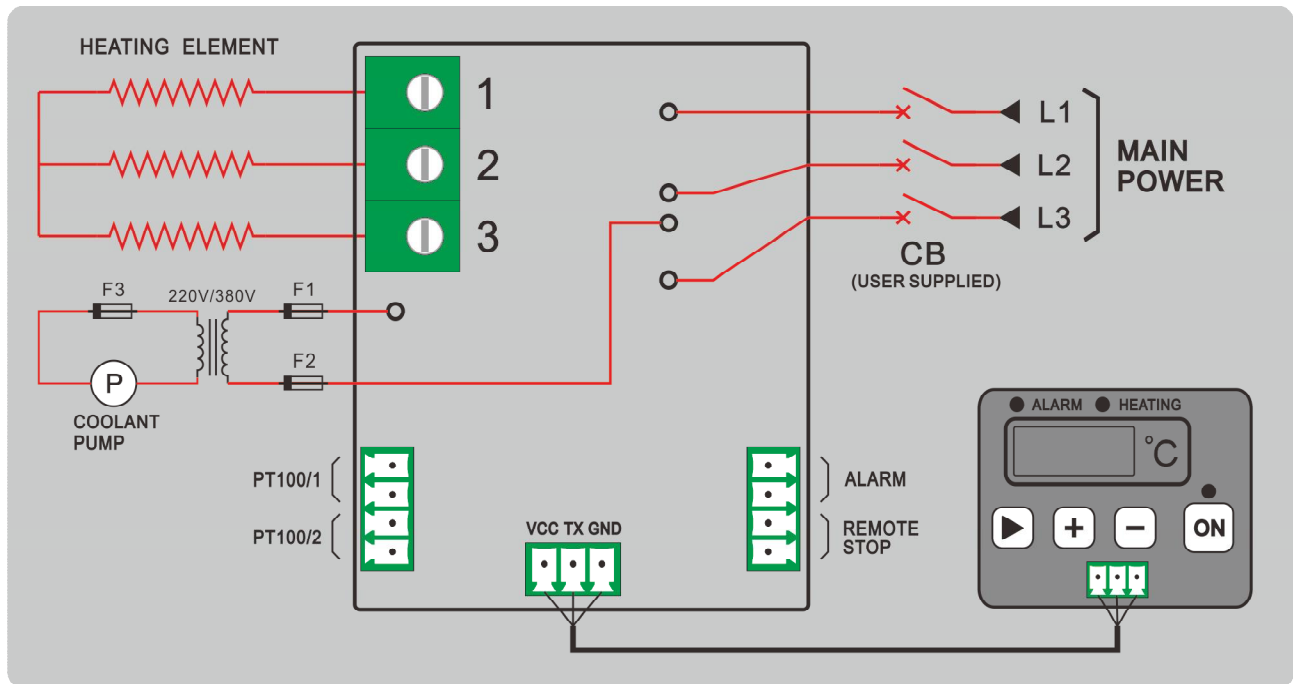 HEATING ELEMENT
1
2
3
L1
L2
L3
MAIN
POWER
CB
(USER SUPPLIED)
F3
220V/380V
F1
F2
P
COOLANT
PUMP
PT100/1
PT100/2
VCC TX GND
ALARM
REMOTE
STOP
ALARM HEATING
°C
+ − ON